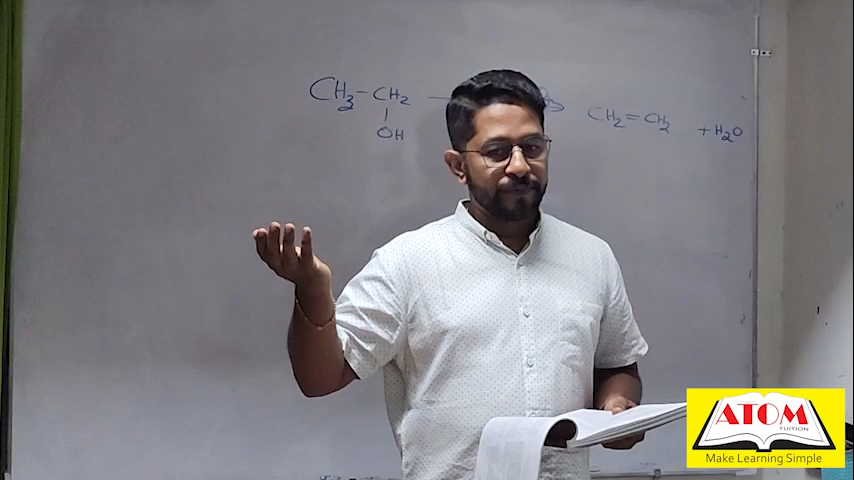 CH3-CH2 — CH2=CH2 + H2O
|
OH
ATOM
TUITION
Make Learning Simple